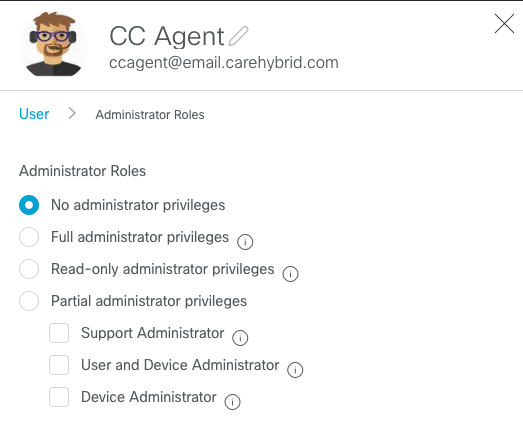 CC Agent
ccagent@email.carehybrid.com
User > Administrator Roles
Administrator Roles
No administrator privileges
Full administrator privileges
Read-only administrator privileges
Partial administrator privileges
Support Administrator
User and Device Administrator
Device Administrator